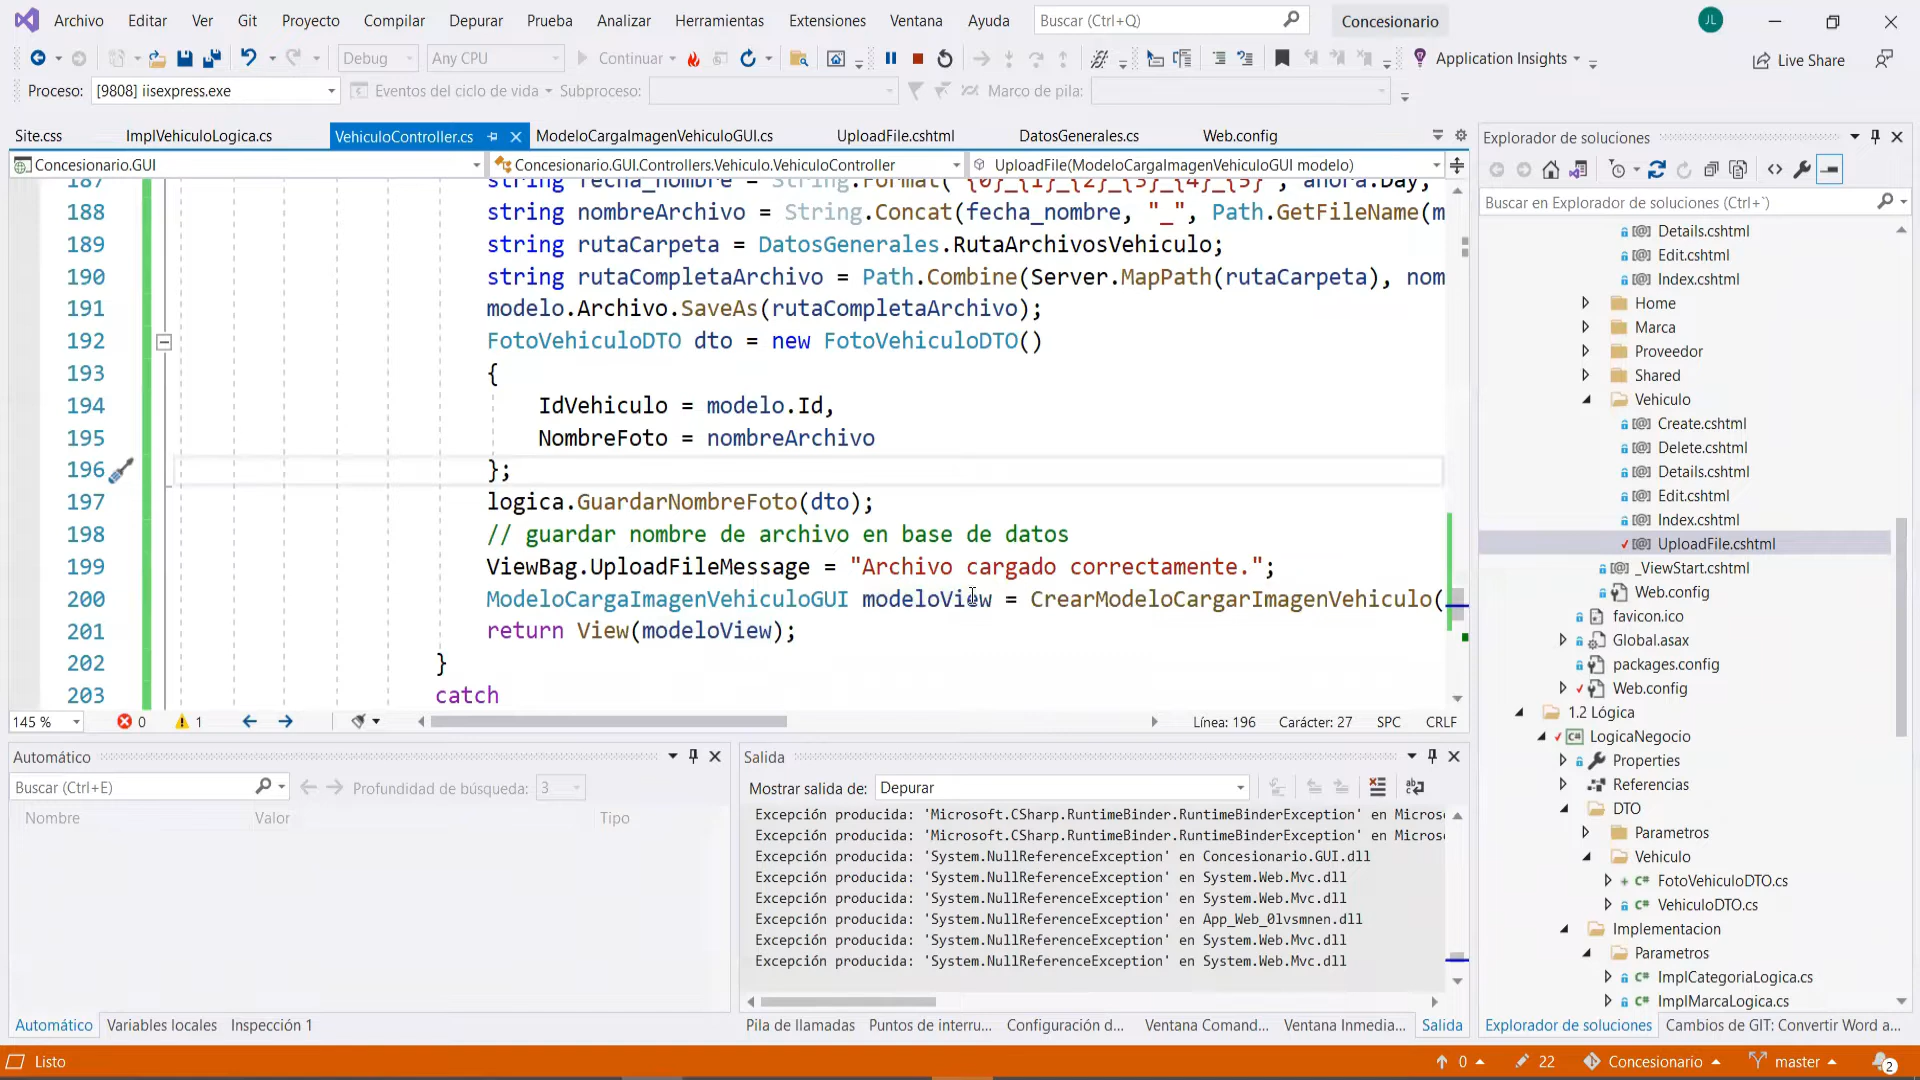 Archivo Editar Ver Git Proyecto Compilar Depurar Prueba Analizar Herramientas Extensiones Ventana Ayuda Buscar (Ctrl+Q) Concesionario JL
Debug Any CPU Continuar Application Insights Live Share
Proceso: [9808] iisexpress.exe Eventos del ciclo de vida Subproceso: Marco de pila:
Site.css ImplVehiculoLogica.cs VehiculoController.cs ModeloCargaImagenVehiculoGUI.cs UploadFile.cshtml DatosGenerales.cs Web.config
Concesionario.GUI Concesionario.GUI.Controllers.Vehiculo.VehiculoController UploadFile(ModeloCargaImagenVehiculoGUI modelo)
187 string fecha_nombre = String.Format("{0}_{1}_{2}_{3}_{4}_{5}", ahora.Day,
188 string nombreArchivo = String.Concat(fecha_nombre, "_", Path.GetFileName(m
189 string rutaCarpeta = DatosGenerales.RutaArchivosVehiculo;
190 string rutaCompletaArchivo = Path.Combine(Server.MapPath(rutaCarpeta), nom
191 modelo.Archivo.SaveAs(rutaCompletaArchivo);
192 FotoVehiculoDTO dto = new FotoVehiculoDTO()
193 {
194 IdVehiculo = modelo.Id,
195 NombreFoto = nombreArchivo
196 };
197 logica.GuardarNombreFoto(dto);
198 // guardar nombre de archivo en base de datos
199 ViewBag.UploadFileMessage = "Archivo cargado correctamente.";
200 ModeloCargaImagenVehiculoGUI modeloView = CrearModeloCargarImagenVehiculo(
201 return View(modeloView);
202 }
203 catch
145 % 0 1 Línea: 196 Carácter: 27 SPC CRLF
Automático
Buscar (Ctrl+E) Profundidad de búsqueda: 3
Nombre Valor Tipo
Automático Variables locales Inspección 1
Salida
Mostrar salida de: Depurar
Excepción producida: 'Microsoft.CSharp.RuntimeBinder.RuntimeBinderException' en Micros
Excepción producida: 'Microsoft.CSharp.RuntimeBinder.RuntimeBinderException' en Micros
Excepción producida: 'System.NullReferenceException' en Concesionario.GUI.dll
Excepción producida: 'System.NullReferenceException' en System.Web.Mvc.dll
Excepción producida: 'System.NullReferenceException' en System.Web.Mvc.dll
Excepción producida: 'System.NullReferenceException' en App_Web_0lvsmnen.dll
Excepción producida: 'System.NullReferenceException' en System.Web.Mvc.dll
Excepción producida: 'System.NullReferenceException' en System.Web.Mvc.dll
Pila de llamadas Puntos de interru... Configuración d... Ventana Comand... Ventana Inmedia... Salida
Explorador de soluciones
Buscar en Explorador de soluciones (Ctrl+`)
Details.cshtml
Edit.cshtml
Index.cshtml
Home
Marca
Proveedor
Shared
Vehiculo
Create.cshtml
Delete.cshtml
Details.cshtml
Edit.cshtml
Index.cshtml
UploadFile.cshtml
_ViewStart.cshtml
Web.config
favicon.ico
Global.asax
packages.config
Web.config
1.2 Lógica
LogicaNegocio
Properties
Referencias
DTO
Parametros
Vehiculo
FotoVehiculoDTO.cs
VehiculoDTO.cs
Implementacion
Parametros
ImplCategoriaLogica.cs
ImplMarcaLogica.cs
Explorador de soluciones Cambios de GIT: Convertir Word a...
Listo 0 22 Concesionario master 2